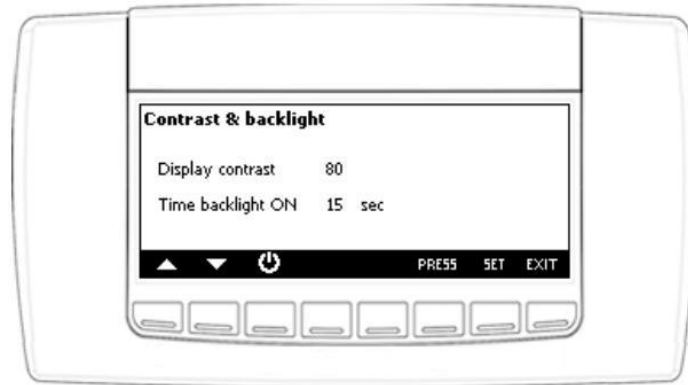 Contrast & backlight
Display contrast 80
Time backlight ON 15 sec
PRESS SET EXIT